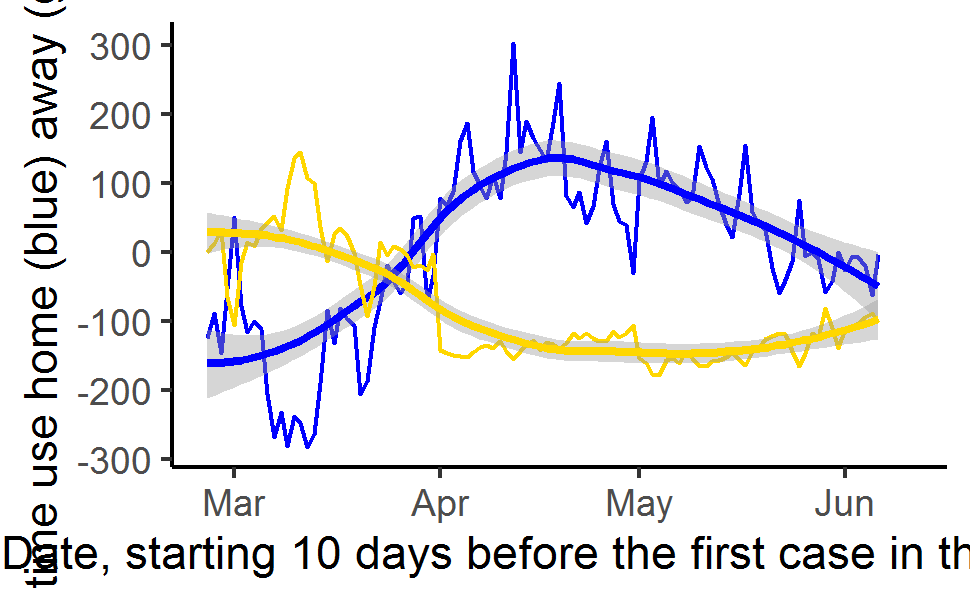 time use home (blue) away (
300
200
100
0
-100
-200
-300
Mar Apr May Jun
Date, starting 10 days before the first case in th